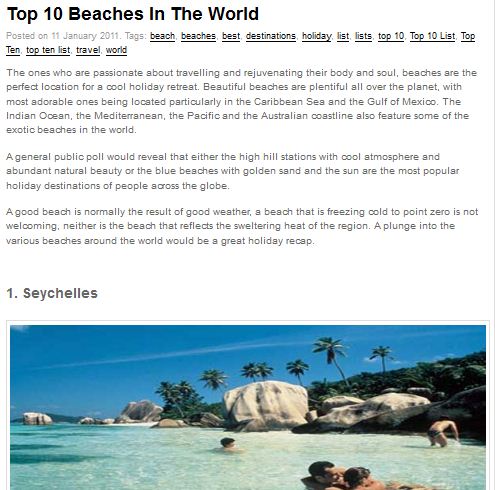 Top 10 Beaches In The World
Posted on 11 January 2011. Tags: beach, beaches, best, destinations, holiday, list, lists, top 10, Top 10 List, Top
Ten, top ten list, travel, world
The ones who are passionate about travelling and rejuvenating their body and soul, beaches are the
perfect location for a cool holiday retreat. Beautiful beaches are plentiful all over the planet, with
most adorable ones being located particularly in the Caribbean Sea and the Gulf of Mexico. The
Indian Ocean, the Mediterranean, the Pacific and the Australian coastline also feature some of the
exotic beaches in the world.
A general public poll would reveal that either the high hill stations with cool atmosphere and
abundant natural beauty or the blue beaches with golden sand and the sun are the most popular
holiday destinations of people across the globe.
A good beach is normally the result of good weather, a beach that is freezing cold to point zero is not
welcoming, neither is the beach that reflects the sweltering heat of the region. A plunge into the
various beaches around the world would be a great holiday recap.
1. Seychelles